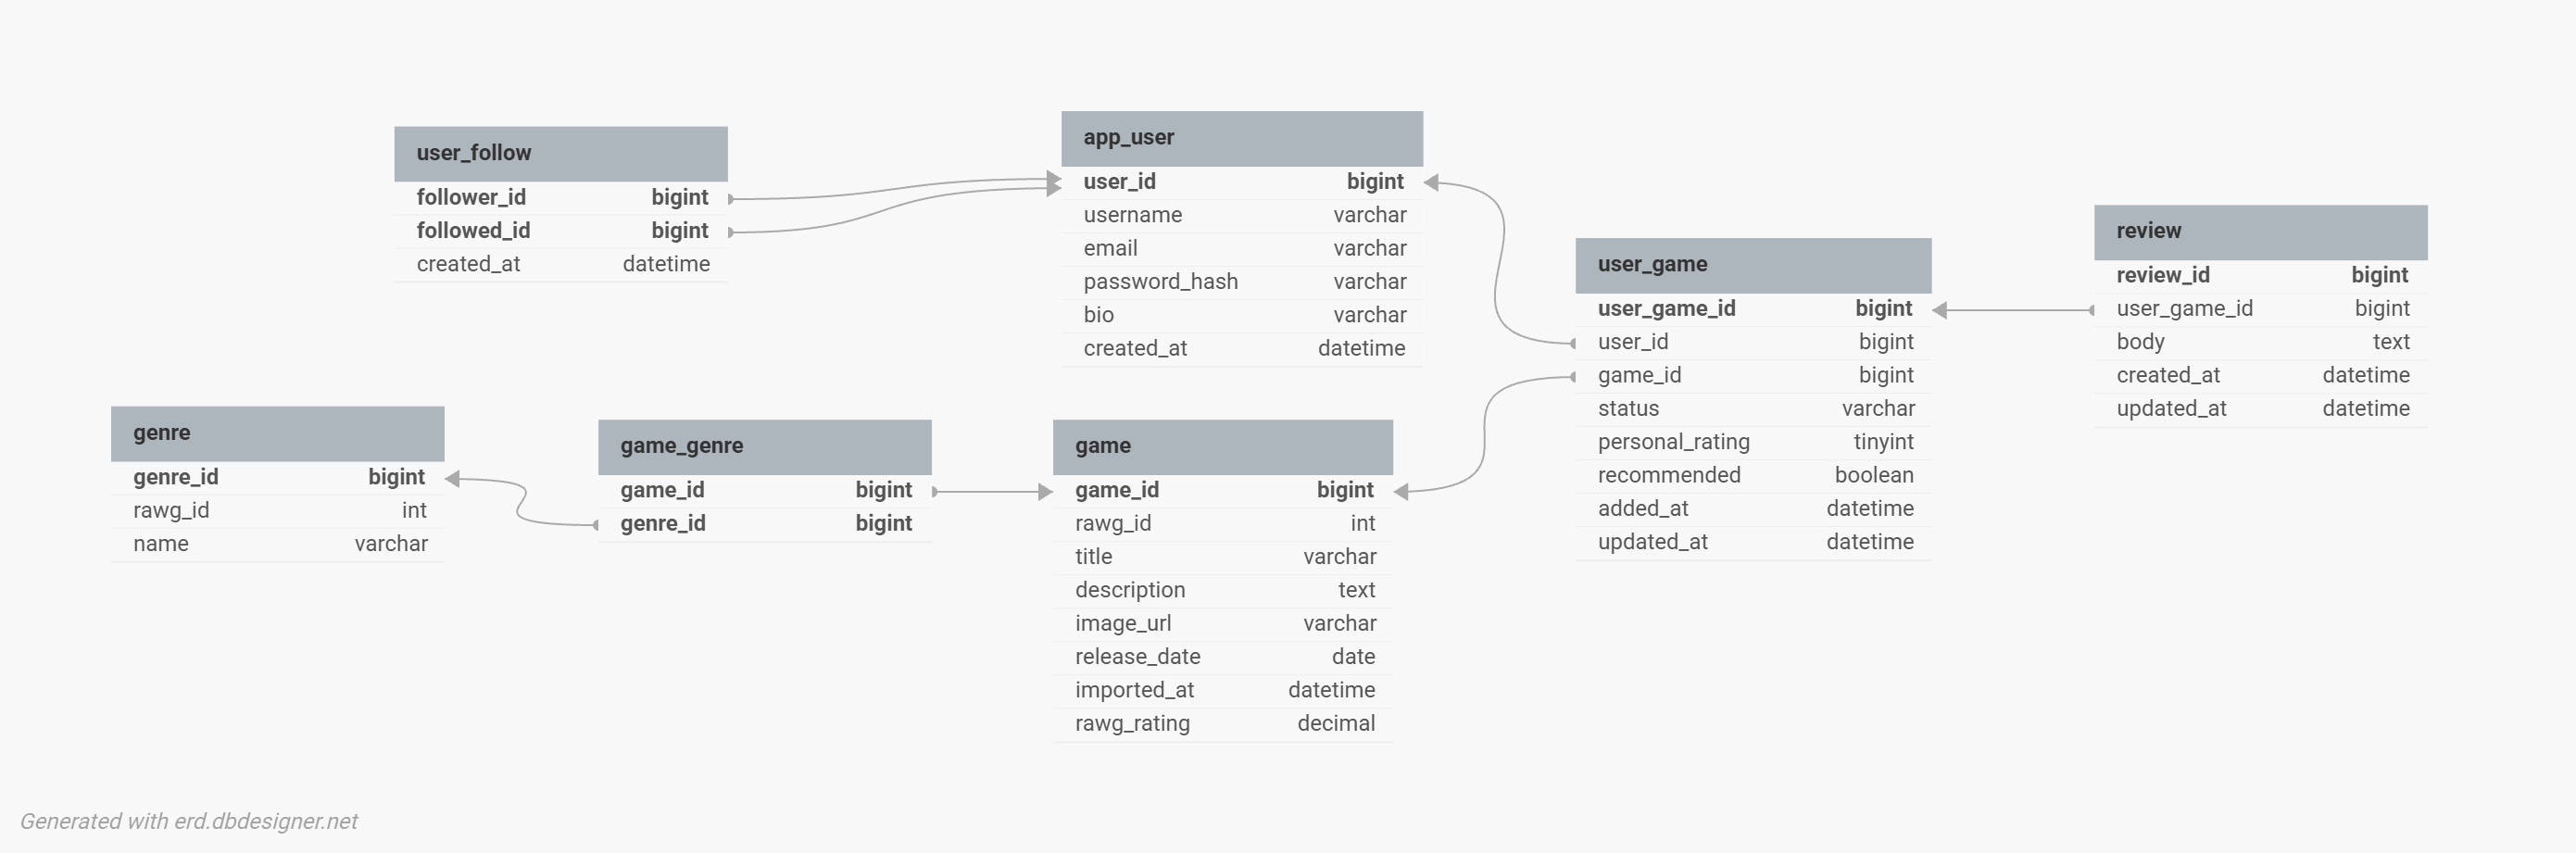 user_follow
follower_id bigint
followed_id bigint
created_at datetime
app_user
user_id bigint
username varchar
email varchar
password_hash varchar
bio varchar
created_at datetime
user_game
user_game_id bigint
user_id bigint
game_id bigint
status varchar
personal_rating tinyint
recommended boolean
added_at datetime
updated_at datetime
review
review_id bigint
user_game_id bigint
body text
created_at datetime
updated_at datetime
genre
genre_id bigint
rawg_id int
name varchar
game_genre
game_id bigint
genre_id bigint
game
game_id bigint
rawg_id int
title varchar
description text
image_url varchar
release_date date
imported_at datetime
rawg_rating decimal
Generated with erd.dbdesigner.net